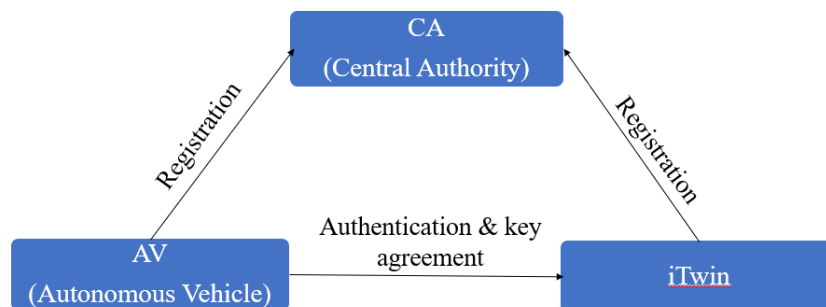 CA
(Central Authority)
Registration
Registration
Authentication & key
agreement
AV
(Autonomous Vehicle)
iTwin